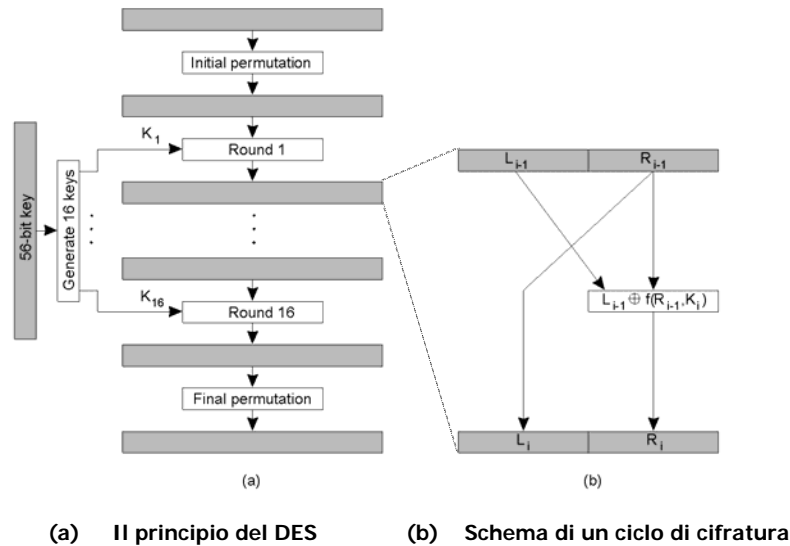 Initial permutation
K1
Round 1
56-bit key
Generate 16 keys
K16
Round 16
Final permutation
(a)
Li-1
Ri-1
Li-1 ⊕ f(Ri-1,Ki)
Li
Ri
(b)
(a) Il principio del DES
(b) Schema di un ciclo di cifratura